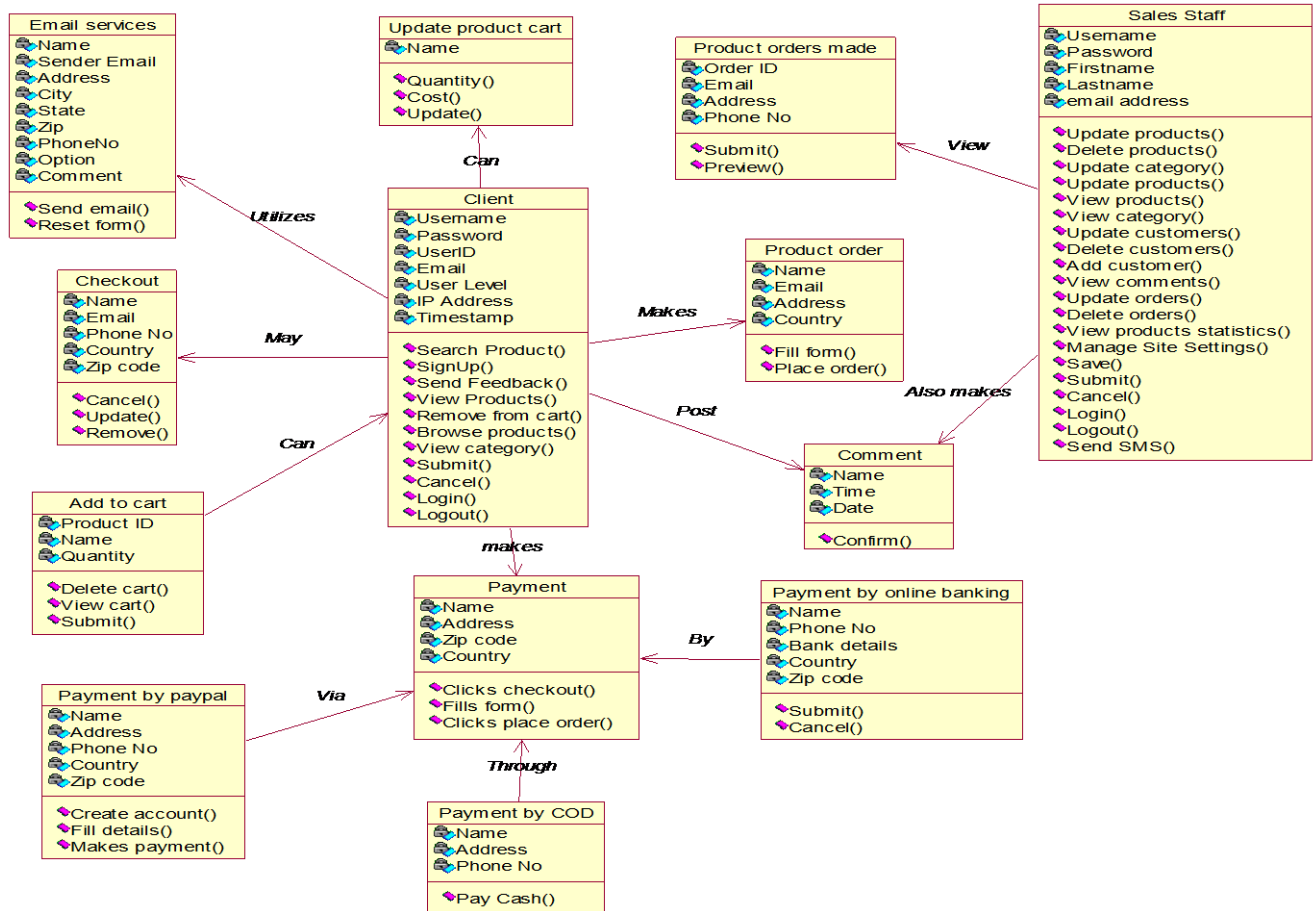 Email services
Name
Sender Email
Address
City
State
Zip
PhoneNo
Option
Comment
Send email()
Reset form()
Update product cart
Name
Quantity()
Cost()
Update()
Product orders made
Order ID
Email
Address
Phone No
Submit()
Preview()
Sales Staff
Username
Password
Firstname
Lastname
email address
Update products()
Delete products()
Update category()
Update products()
View products()
View category()
Update customers()
Delete customers()
Add customer()
View comments()
Update orders()
Delete orders()
View products statistics()
Manage Site Settings()
Save()
Submit()
Cancel()
Login()
Logout()
Send SMS()
View
Can
Utilizes
Client
Username
Password
UserID
Email
User Level
IP Address
Timestamp
Search Product()
SignUp()
Send Feedback()
View Products()
Remove from cart()
Browse products()
View category()
Submit()
Cancel()
Login()
Logout()
Product order
Name
Email
Address
Country
Fill form()
Place order()
Makes
Checkout
Name
Email
Phone No
Country
Zip code
Cancel()
Update()
Remove()
May
Post
Also makes
Can
Comment
Name
Time
Date
Confirm()
Add to cart
Product ID
Name
Quantity
Delete cart()
View cart()
Submit()
makes
Payment
Name
Address
Zip code
Country
Clicks checkout()
Fills form()
Clicks place order()
Payment by online banking
Name
Phone No
Bank details
Country
Zip code
Submit()
Cancel()
By
Payment by paypal
Name
Address
Phone No
Country
Zip code
Create account()
Fill details()
Makes payment()
Via
Through
Payment by COD
Name
Address
Phone No
Pay Cash()